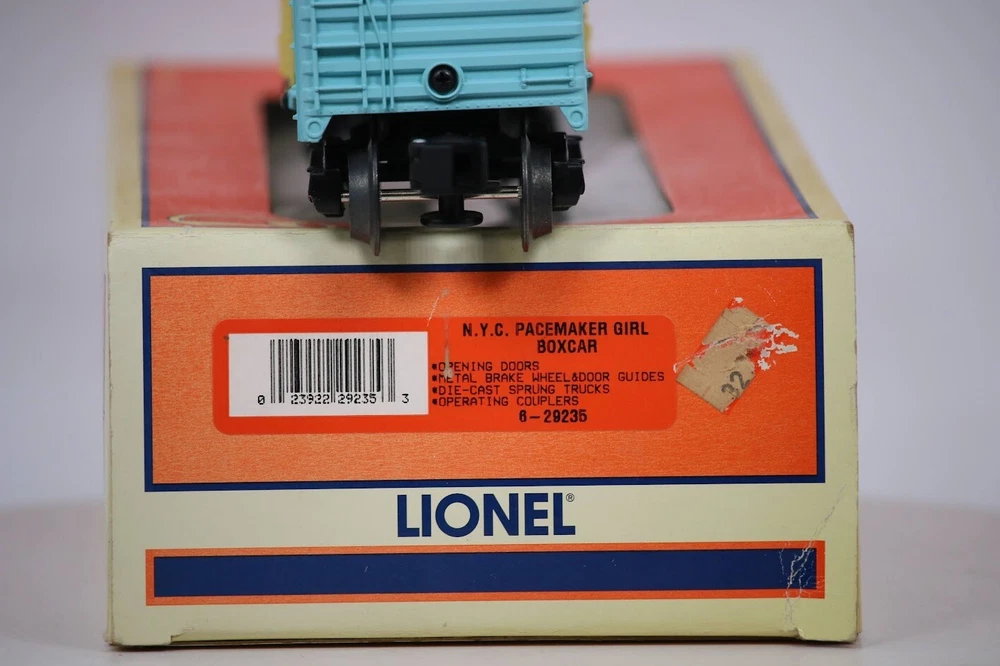 N.Y.C. PACEMAKER GIRL
BOXCAR
▪OPENING DOORS
▪METAL BRAKE WHEEL&DOOR GUIDES
▪DIE-CAST SPRUNG TRUCKS
▪OPERATING COUPLERS
6-29235
0 23922 29235 3
92
LIONEL®